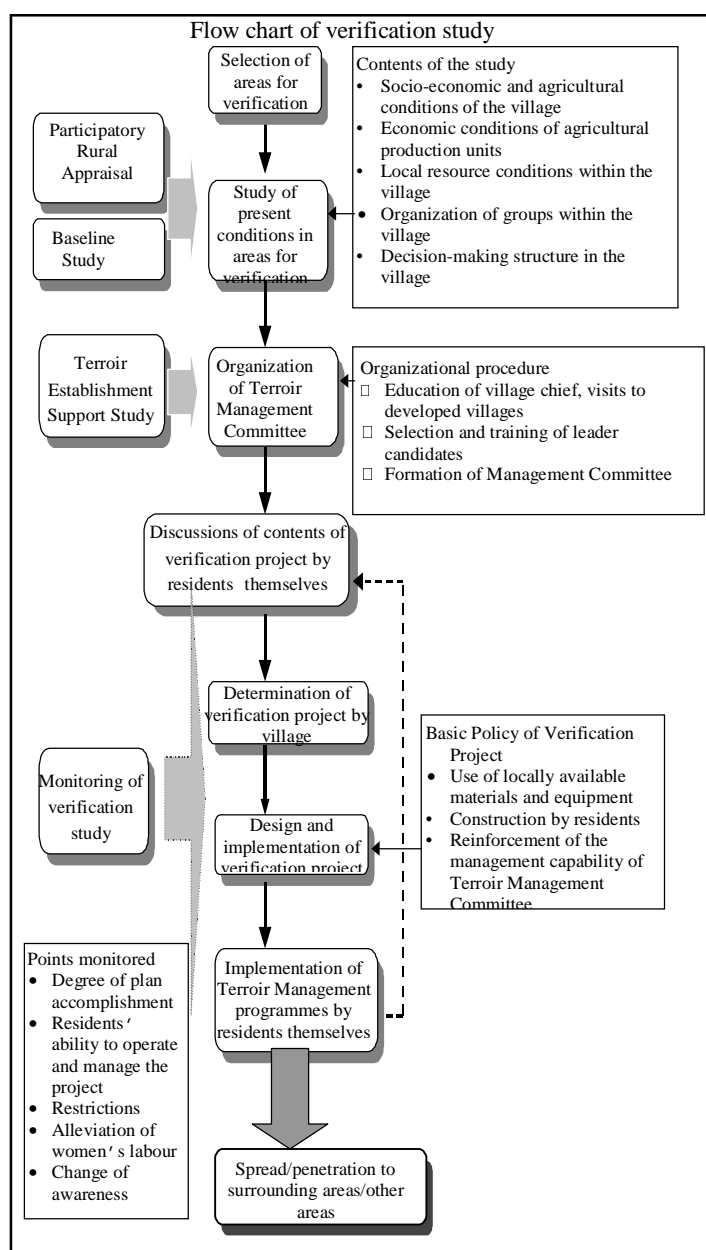 Flow chart of verification study
Selection of
areas for
verification
Contents of the study
• Socio-economic and agricultural
conditions of the village
• Economic conditions of agricultural
production units
• Local resource conditions within the
village
• Organization of groups within the
village
• Decision-making structure in the
village
Participatory
Rural
Appraisal
Baseline
Study
Study of
present
conditions in
areas for
verification
Terroir
Establishment
Support Study
Organization
of Terroir
Management
Committee
Organizational procedure
□ Education of village chief, visits to
developed villages
□ Selection and training of leader
candidates
□ Formation of Management Committee
Discussions of contents of
verification project by
residents themselves
Determination of
verification project by
village
Monitoring of
verification
study
Design and
implementation of
verification project
Basic Policy of Verification
Project
• Use of locally available
materials and equipment
• Construction by residents
• Reinforcement of the
management capability of
Terroir Management
Committee
Points monitored
• Degree of plan
accomplishment
• Residents’
ability to operate
and manage the
project
• Restrictions
• Alleviation of
women’s labour
• Change of
awareness
Implementation of
Terroir Management
programmes by
residents themselves
Spread/penetration to
surrounding areas/other
areas